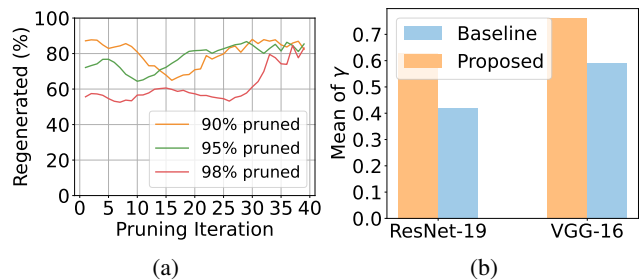 100
80
60
40
20
0
Regenerated (%)
90% pruned
95% pruned
98% pruned
0 5 10 15 20 25 30 35 40
Pruning Iteration
(a)
0.7
0.6
0.5
0.4
0.3
0.2
0.1
0.0
Mean of γ
Baseline
Proposed
ResNet-19 VGG-16
(b)